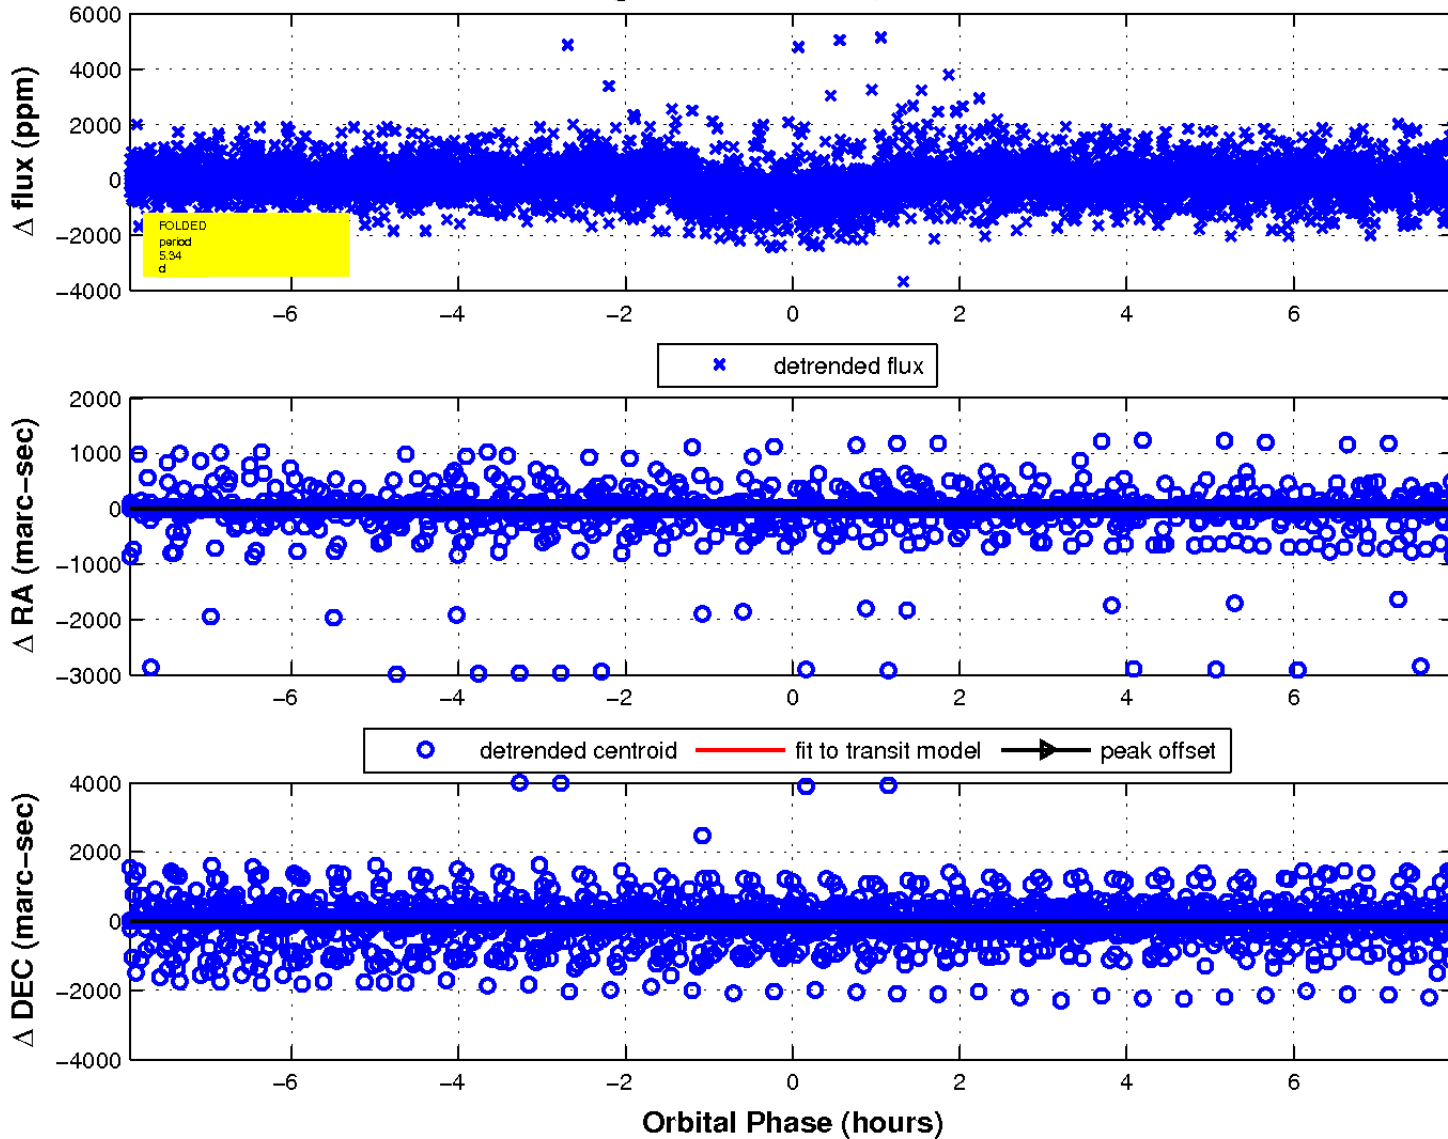 6000
4000
2000
0
−2000
−4000
Δ flux (ppm)
FOLDED
period
5.34
d
−6 −4 −2 0 2 4 6
detrended flux
2000
1000
0
−1000
−2000
−3000
Δ RA (marc−sec)
−6 −4 −2 0 2 4 6
detrended centroid fit to transit model peak offset
4000
2000
0
−2000
−4000
Δ DEC (marc−sec)
−6 −4 −2 0 2 4 6
Orbital Phase (hours)